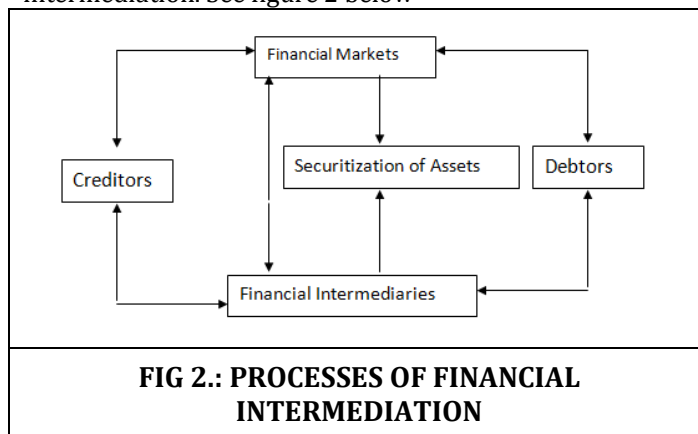 intermediation. See figure 2 below
Financial Markets
Creditors
Securitization of Assets
Debtors
Financial Intermediaries
FIG 2.: PROCESSES OF FINANCIAL
INTERMEDIATION